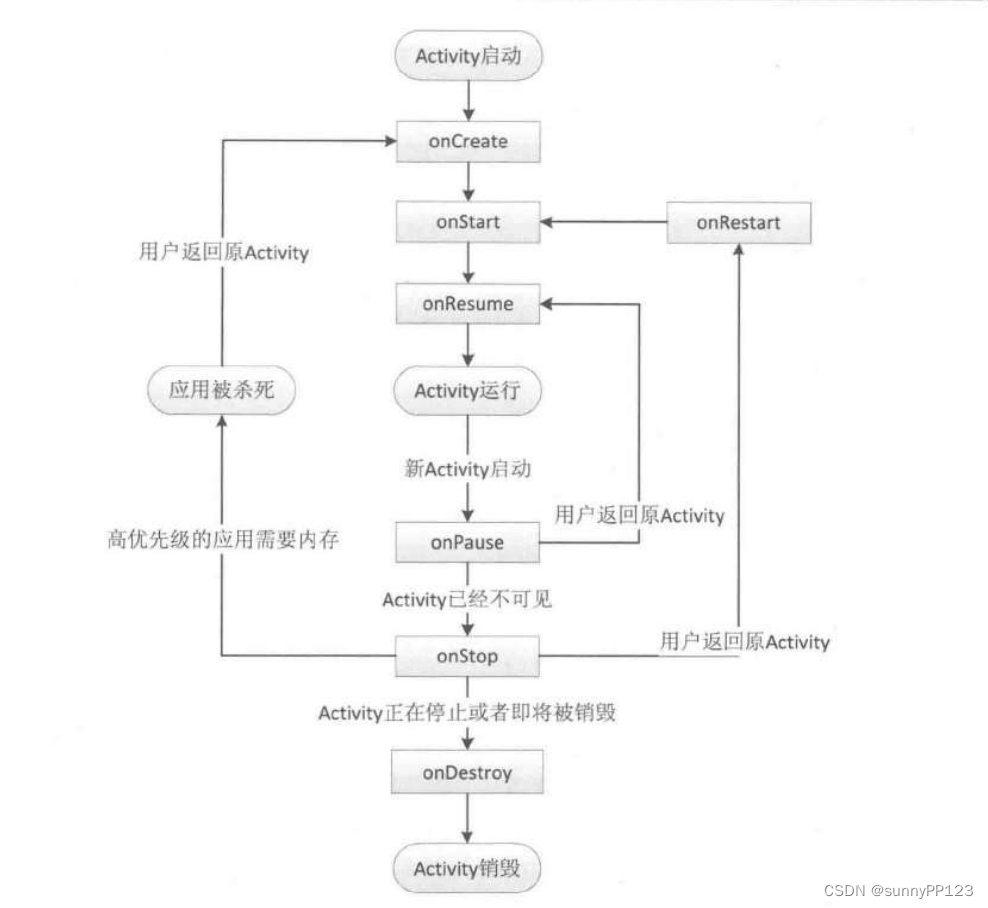 Activity启动
onCreate
onStart
onRestart
用户返回原Activity
onResume
应用被杀死
Activity运行
新Activity启动
用户返回原Activity
高优先级的应用需要内存
onPause
Activity已经不可见
用户返回原Activity
onStop
Activity正在停止或者即将被销毁
onDestroy
Activity销毁
CSDN @sunnyPP123